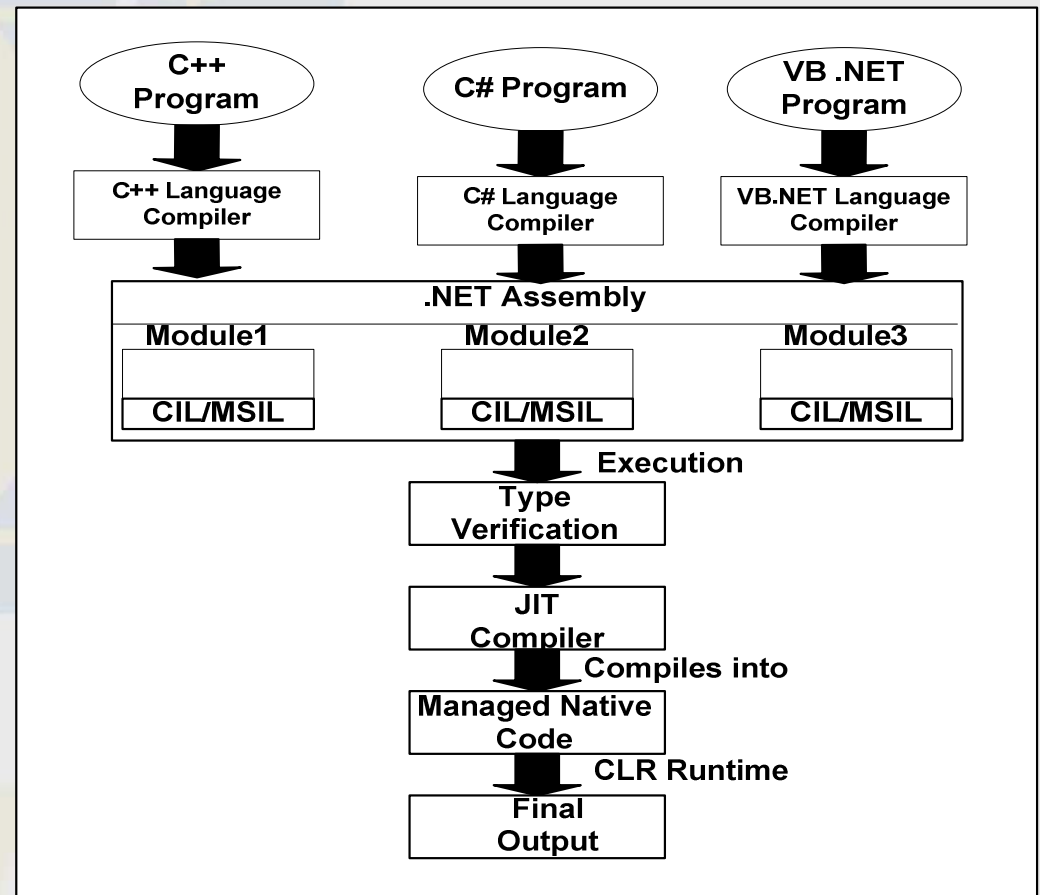 C++
Program
C# Program
VB .NET
Program
C++ Language
Compiler
C# Language
Compiler
VB.NET Language
Compiler
.NET Assembly
Module1
Module2
Module3
CIL/MSIL
CIL/MSIL
CIL/MSIL
Execution
Type
Verification
JIT
Compiler
Compiles into
Managed Native
Code
CLR Runtime
Final
Output